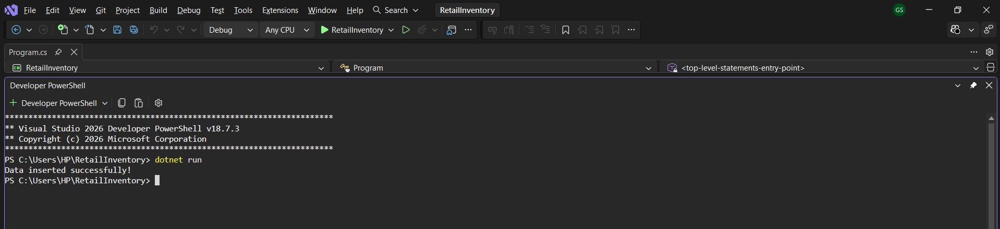 File Edit View Git Project Build Debug Test Tools Extensions Window Help Search RetailInventory GS
Debug Any CPU RetailInventory
Program.cs
RetailInventory Program <top-level-statements-entry-point>
Developer PowerShell
Developer PowerShell
**********************************************************************
** Visual Studio 2026 Developer PowerShell v18.7.3
** Copyright (c) 2026 Microsoft Corporation
**********************************************************************
PS C:\Users\HP\RetailInventory> dotnet run
Data inserted successfully!
PS C:\Users\HP\RetailInventory>